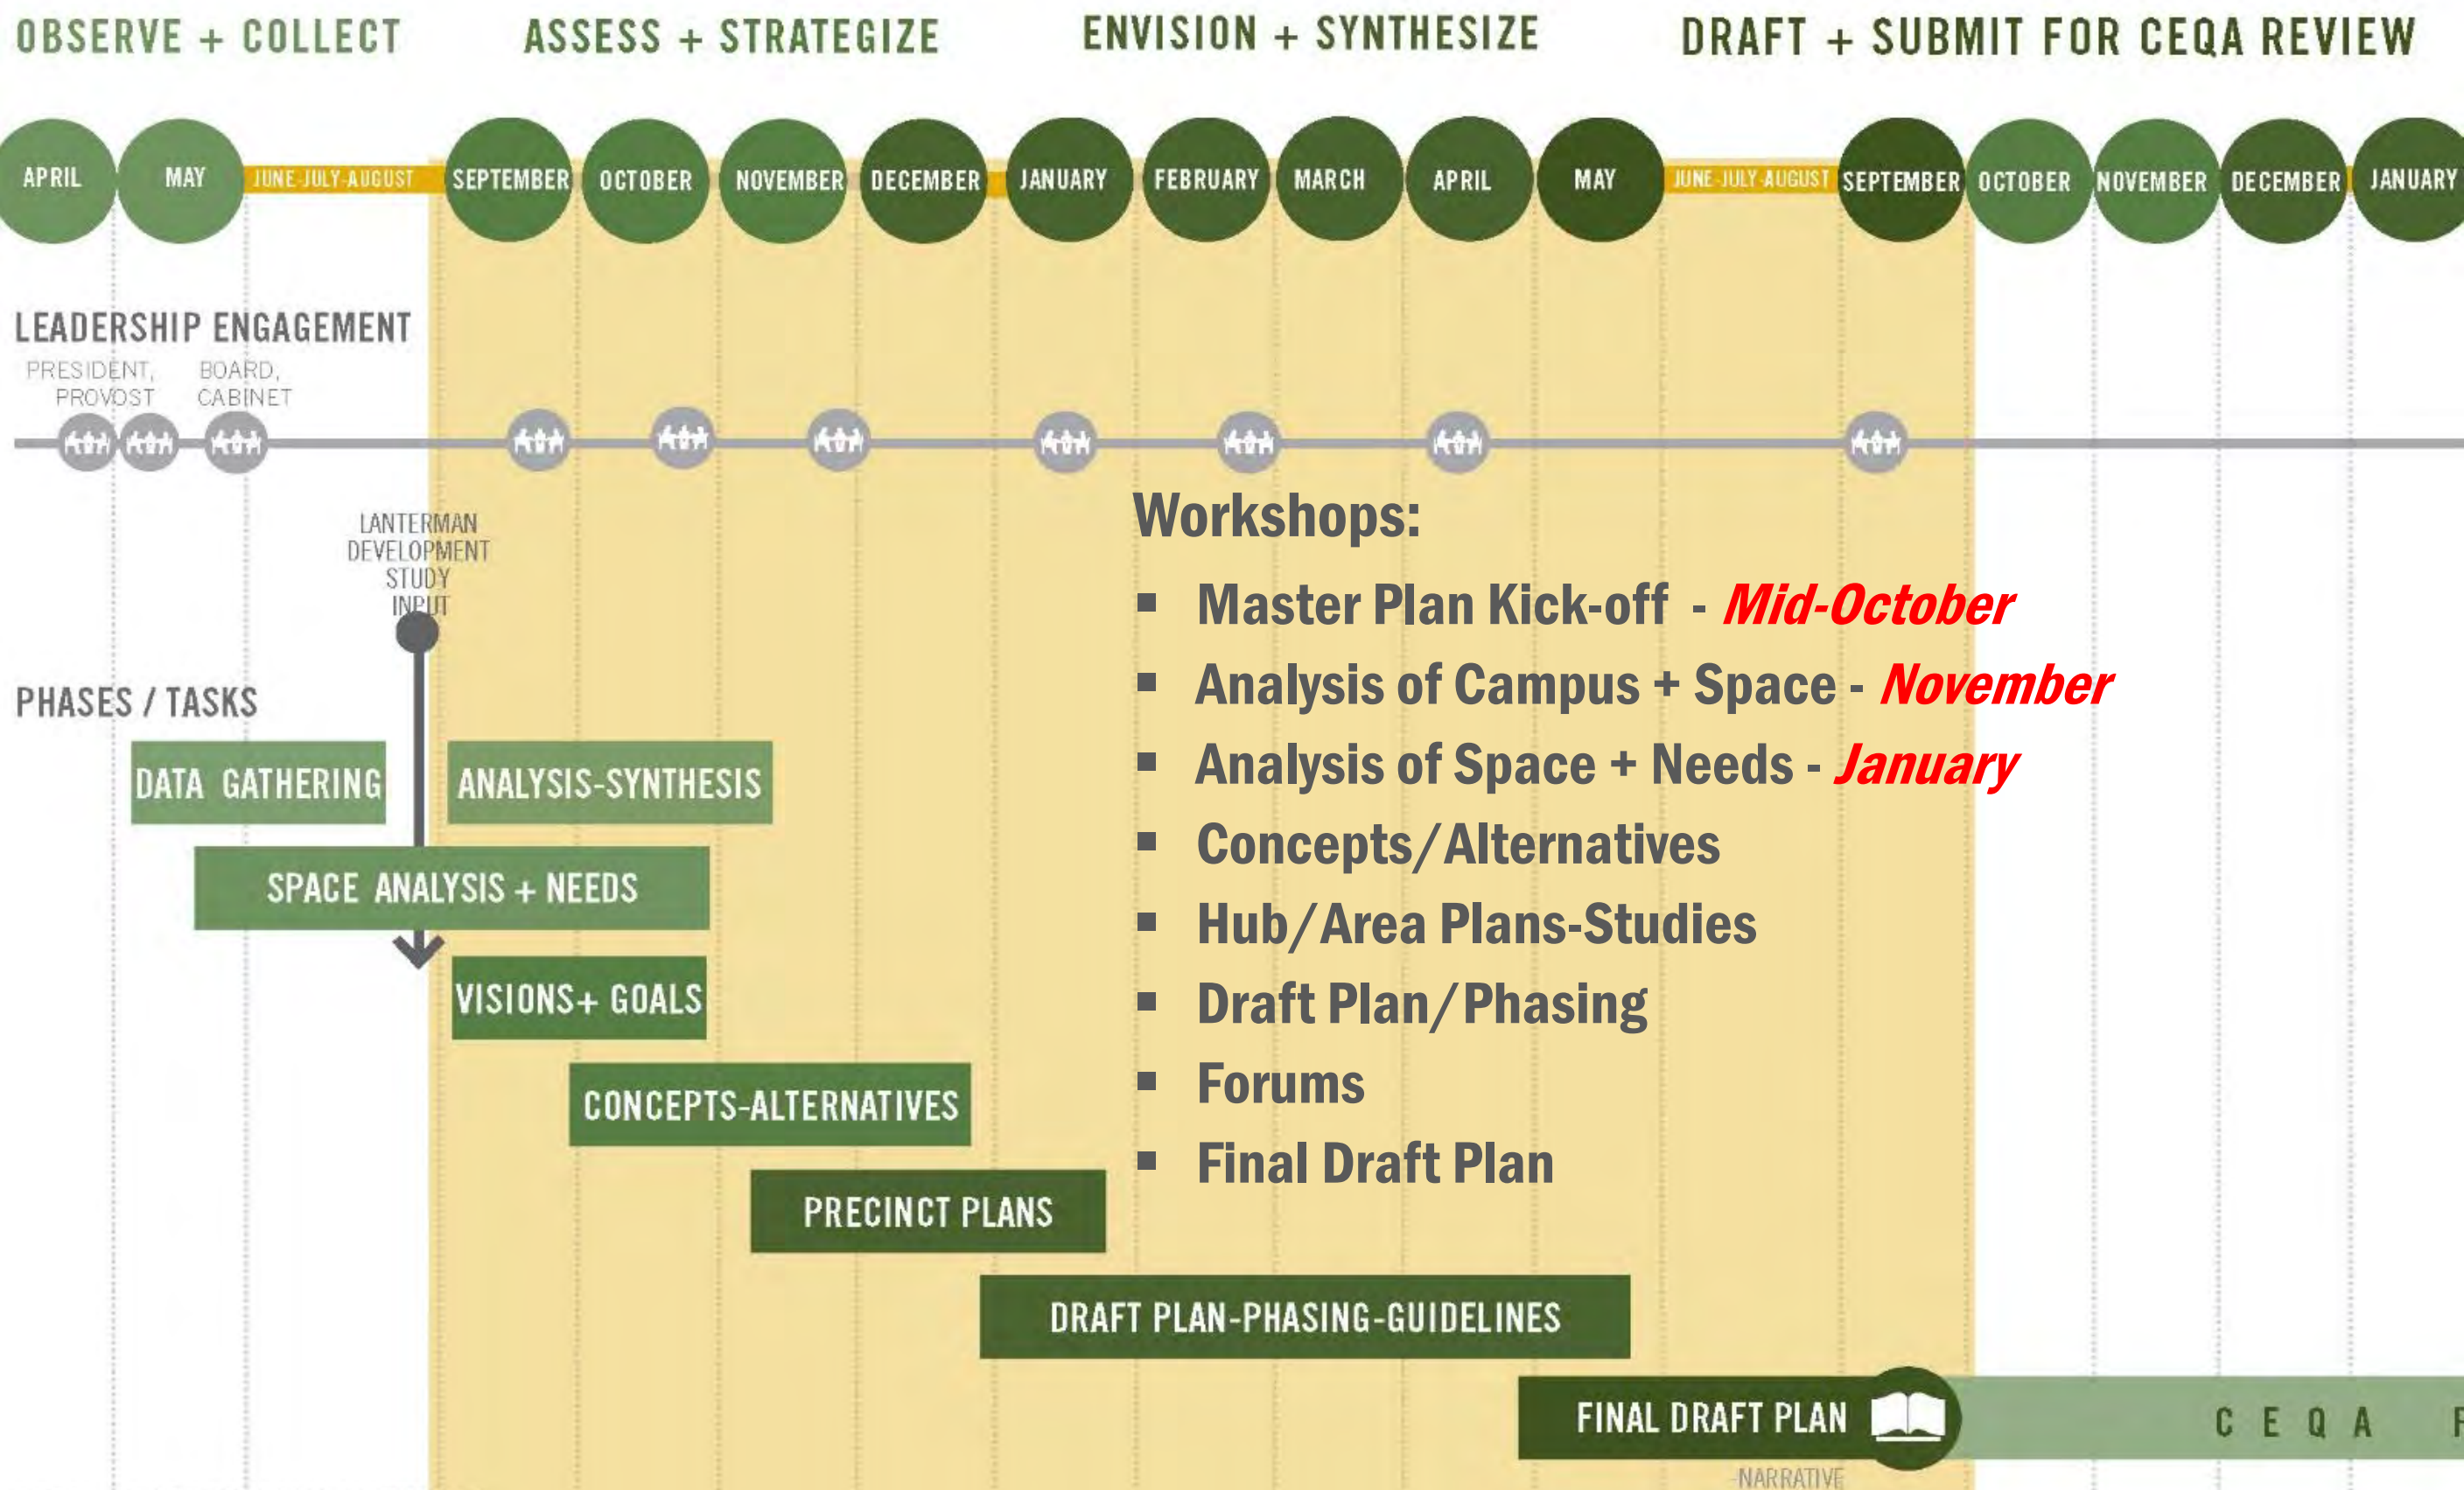 OBSERVE + COLLECT
ASSESS + STRATEGIZE
ENVISION + SYNTHESIZE
DRAFT + SUBMIT FOR CEQA REVIEW
APRIL
MAY
JUNE-JULY-AUGUST
SEPTEMBER
OCTOBER
NOVEMBER
DECEMBER
JANUARY
FEBRUARY
MARCH
APRIL
MAY
JUNE-JULY-AUGUST
SEPTEMBER
OCTOBER
NOVEMBER
DECEMBER
JANUARY
LEADERSHIP ENGAGEMENT
PRESIDENT,
PROVOST
BOARD,
CABINET
LANTERMAN
DEVELOPMENT
STUDY
INPUT
Workshops:
▪ Master Plan Kick-off - Mid-October
▪ Analysis of Campus + Space - November
▪ Analysis of Space + Needs - January
▪ Concepts/Alternatives
▪ Hub/Area Plans-Studies
▪ Draft Plan/Phasing
▪ Forums
▪ Final Draft Plan
PHASES / TASKS
DATA GATHERING
ANALYSIS-SYNTHESIS
SPACE ANALYSIS + NEEDS
VISIONS+ GOALS
CONCEPTS-ALTERNATIVES
PRECINCT PLANS
DRAFT PLAN-PHASING-GUIDELINES
FINAL DRAFT PLAN
CEQA
-NARRATIVE